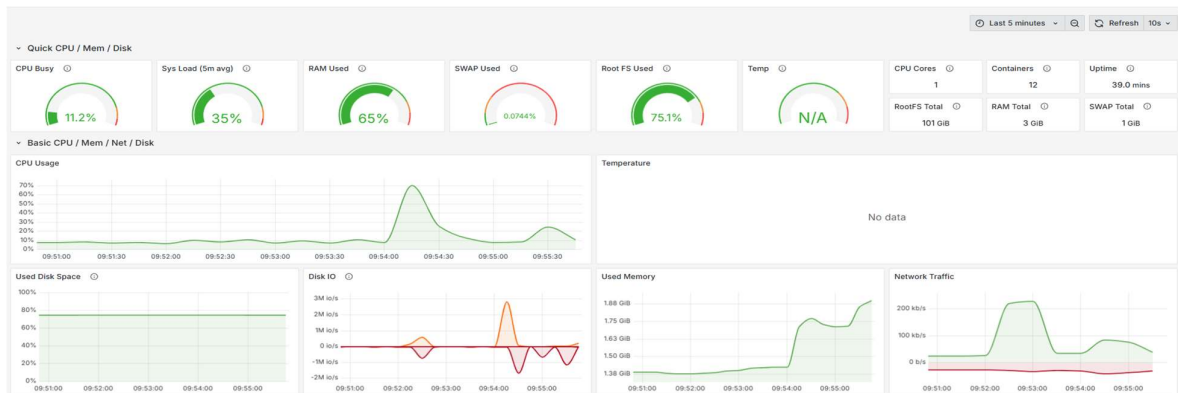 Last 5 minutes
Refresh 10s
Quick CPU / Mem / Disk
CPU Busy
Sys Load (5m avg)
RAM Used
SWAP Used
Root FS Used
Temp
CPU Cores
Containers
Uptime
11.2%
35%
65%
0.0744%
75.1%
N/A
1
12
39.0 mins
RootFS Total
RAM Total
SWAP Total
101 GiB
3 GiB
1 GiB
Basic CPU / Mem / Net / Disk
CPU Usage
70%
60%
50%
40%
30%
20%
10%
0%
09:51:00 09:51:30 09:52:00 09:52:30 09:53:00 09:53:30 09:54:00 09:54:30 09:55:00 09:55:30
Temperature
No data
Used Disk Space
100%
80%
60%
40%
20%
0%
09:51:00 09:52:00 09:53:00 09:54:00 09:55:00
Disk IO
3M io/s
2M io/s
1M io/s
0 io/s
-1M io/s
-2M io/s
09:51:00 09:52:00 09:53:00 09:54:00 09:55:00
Used Memory
1.88 GiB
1.75 GiB
1.63 GiB
1.50 GiB
1.38 GiB
09:51:00 09:52:00 09:53:00 09:54:00 09:55:00
Network Traffic
200 kb/s
100 kb/s
0 b/s
09:51:00 09:52:00 09:53:00 09:54:00 09:55:00